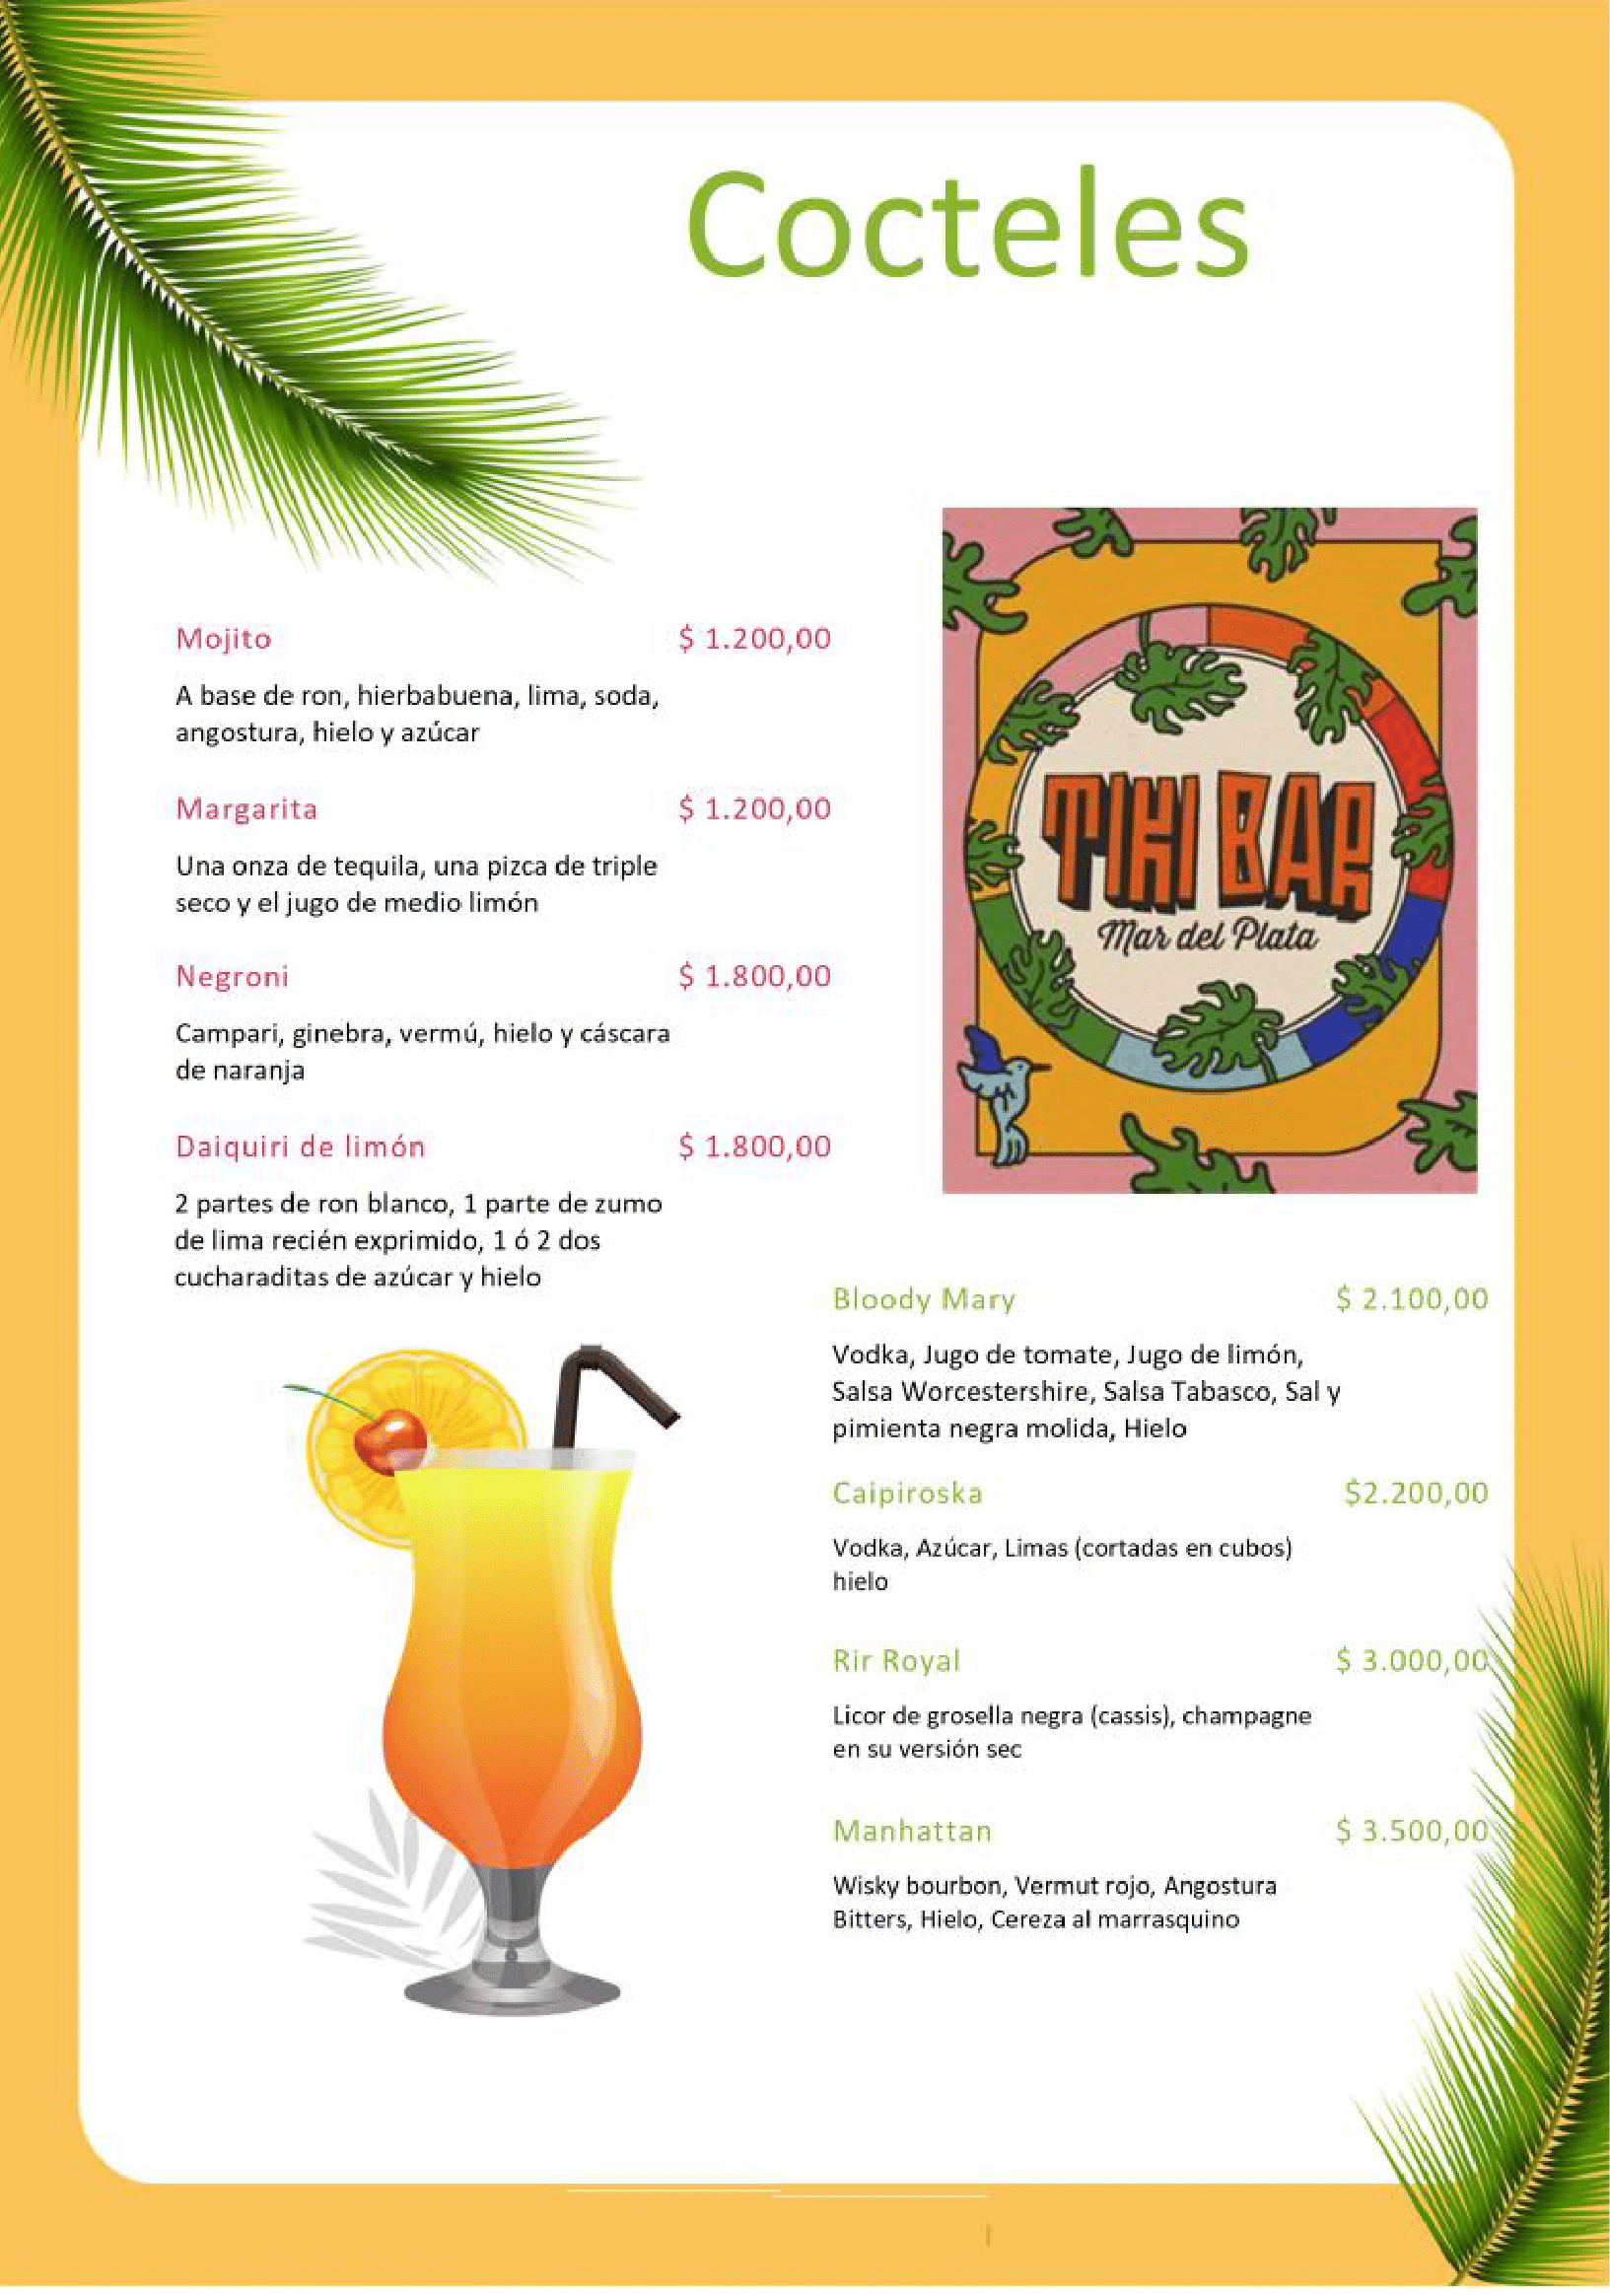 Cocteles
Mojito $ 1.200,00
A base de ron, hierbabuena, lima, soda,
angostura, hielo y azúcar
Margarita $ 1.200,00
Una onza de tequila, una pizca de triple
seco y el jugo de medio limón
Negroni $ 1.800,00
Campari, ginebra, vermú, hielo y cáscara
de naranja
Daiquiri de limón $ 1.800,00
2 partes de ron blanco, 1 parte de zumo
de lima recién exprimido, 1 ó 2 dos
cucharaditas de azúcar y hielo
TIKI BAR
Mar del Plata
Bloody Mary $ 2.100,00
Vodka, Jugo de tomate, Jugo de limón,
Salsa Worcestershire, Salsa Tabasco, Sal y
pimienta negra molida, Hielo
Caipiroska $2.200,00
Vodka, Azúcar, Limas (cortadas en cubos)
hielo
Rir Royal $ 3.000,00
Licor de grosella negra (cassis), champagne
en su versión sec
Manhattan $ 3.500,00
Wisky bourbon, Vermut rojo, Angostura
Bitters, Hielo, Cereza al marrasquino